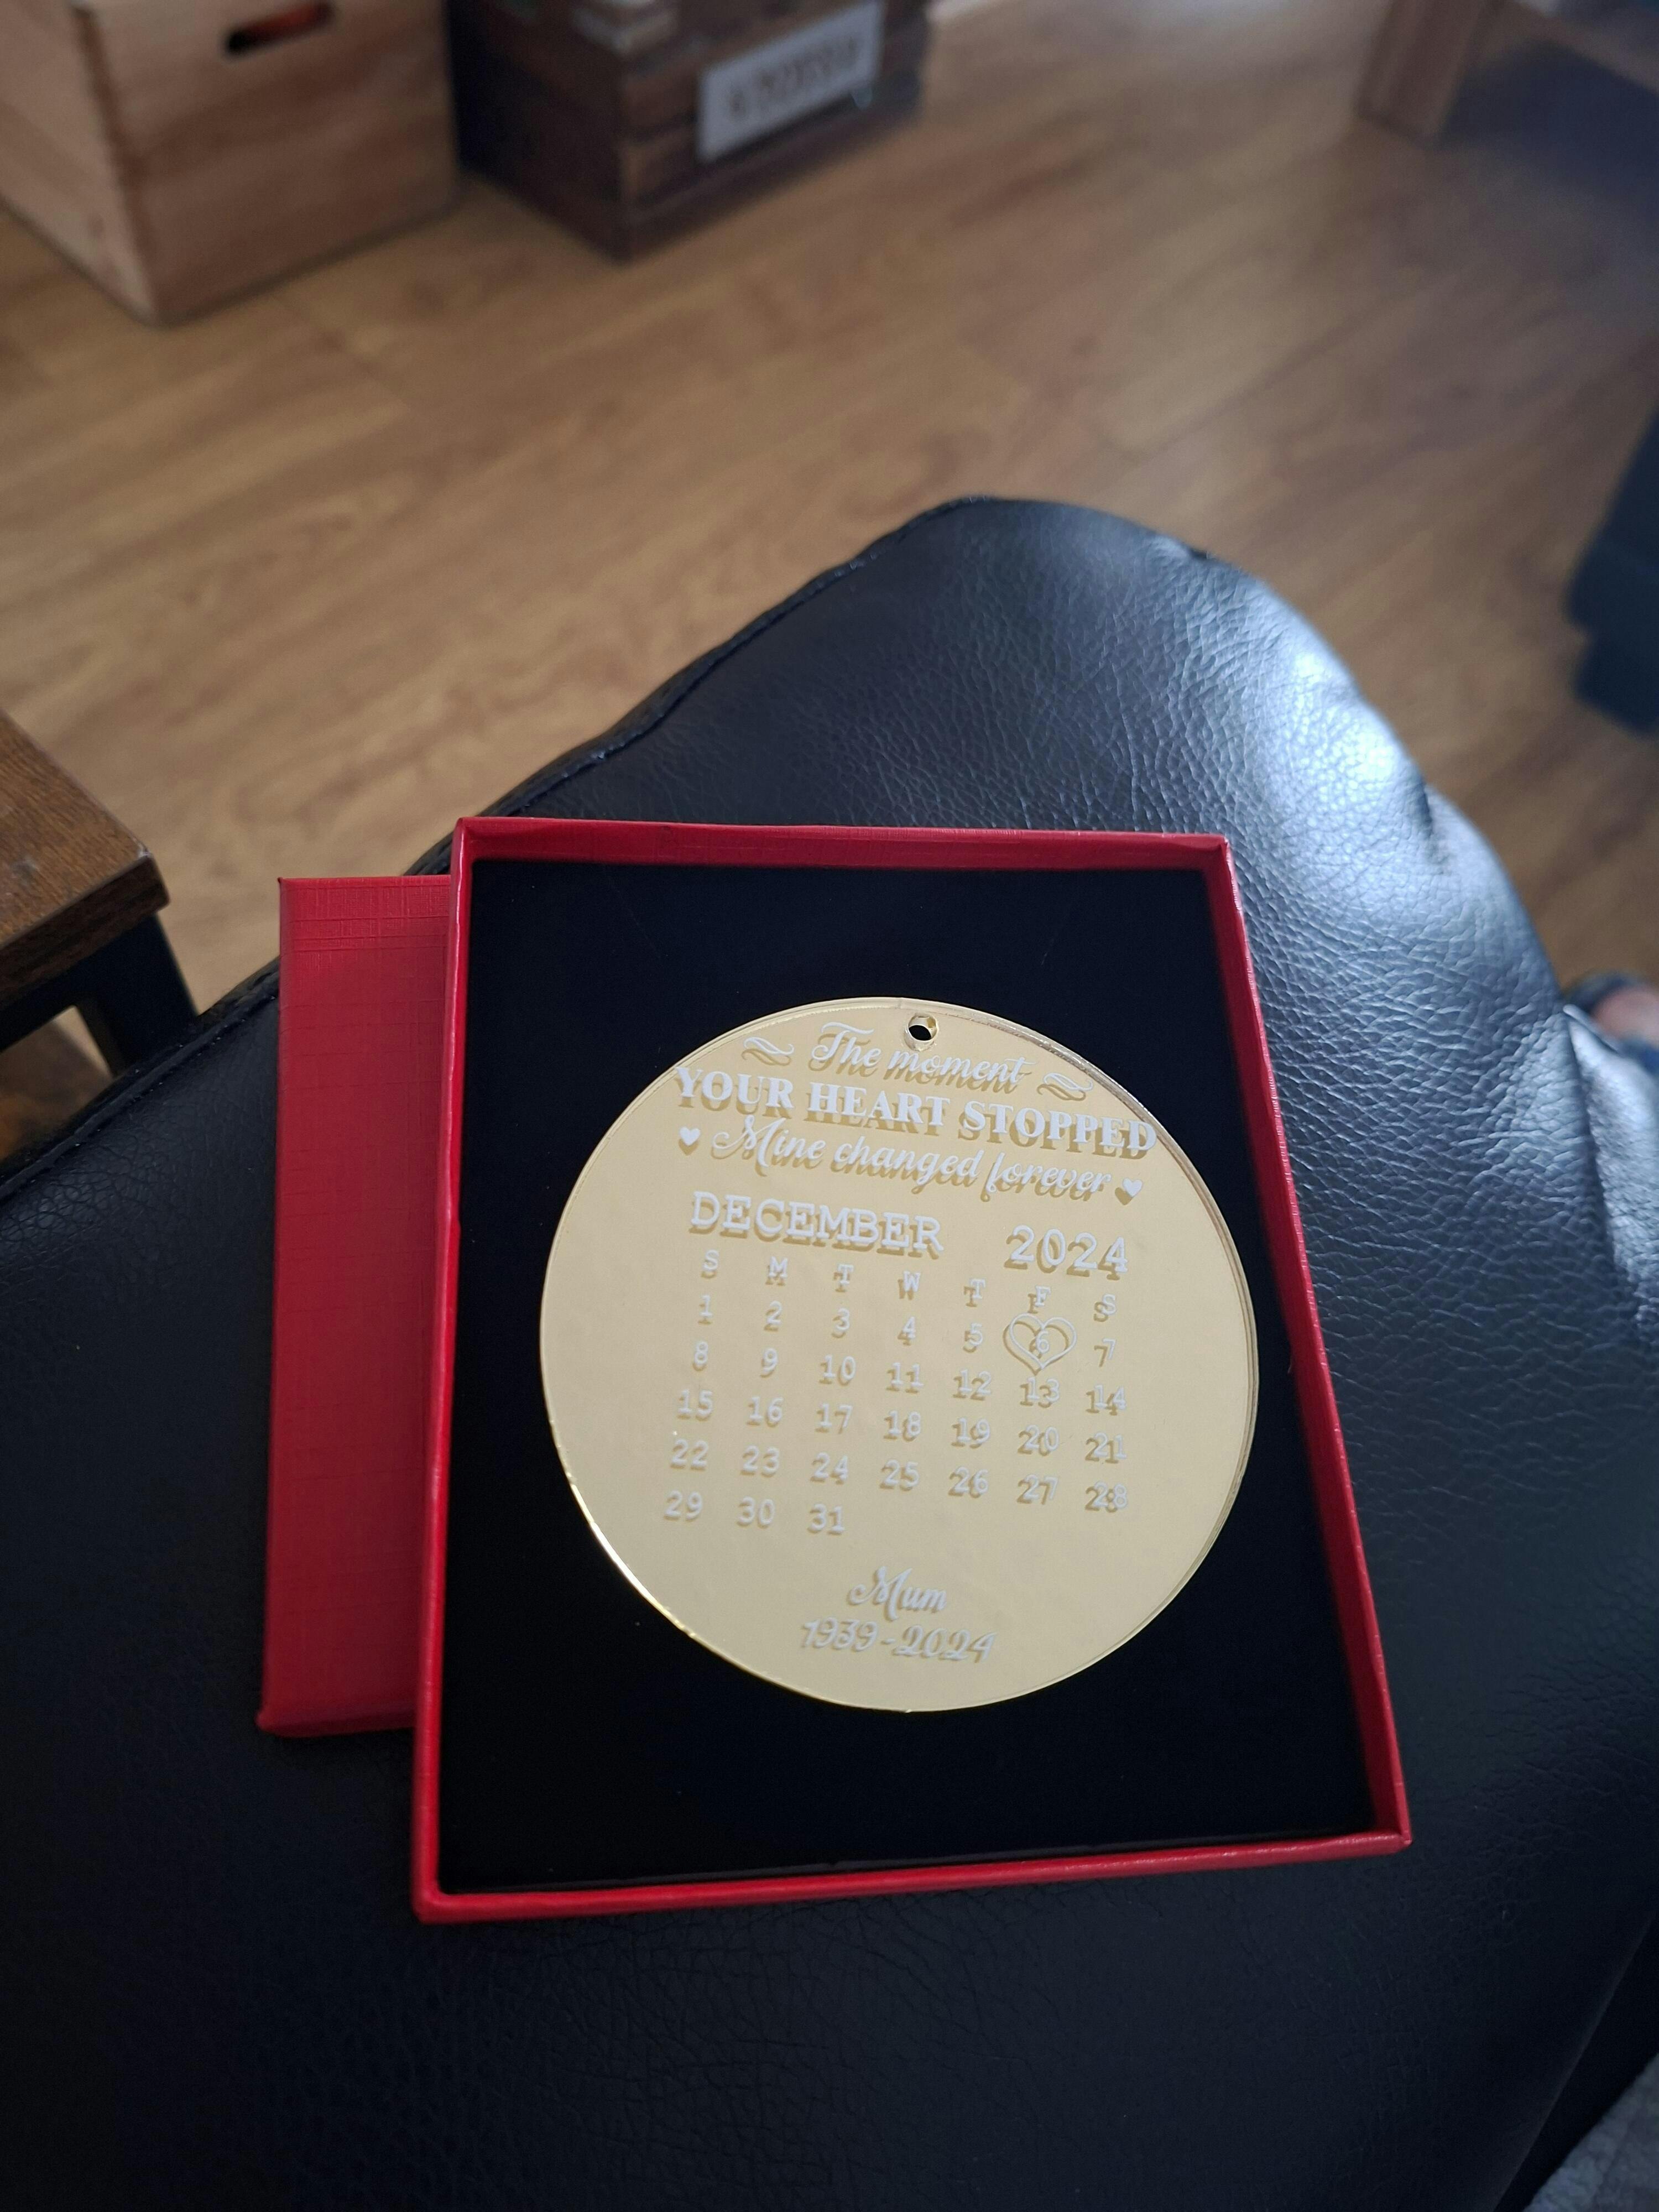 The moment
YOUR HEART STOPPED
Mine changed forever
DECEMBER 2024
S M T W T F S
1 2 3 4 5 6 7
8 9 10 11 12 13 14
15 16 17 18 19 20 21
22 23 24 25 26 27 28
29 30 31
Mum
1939-2024